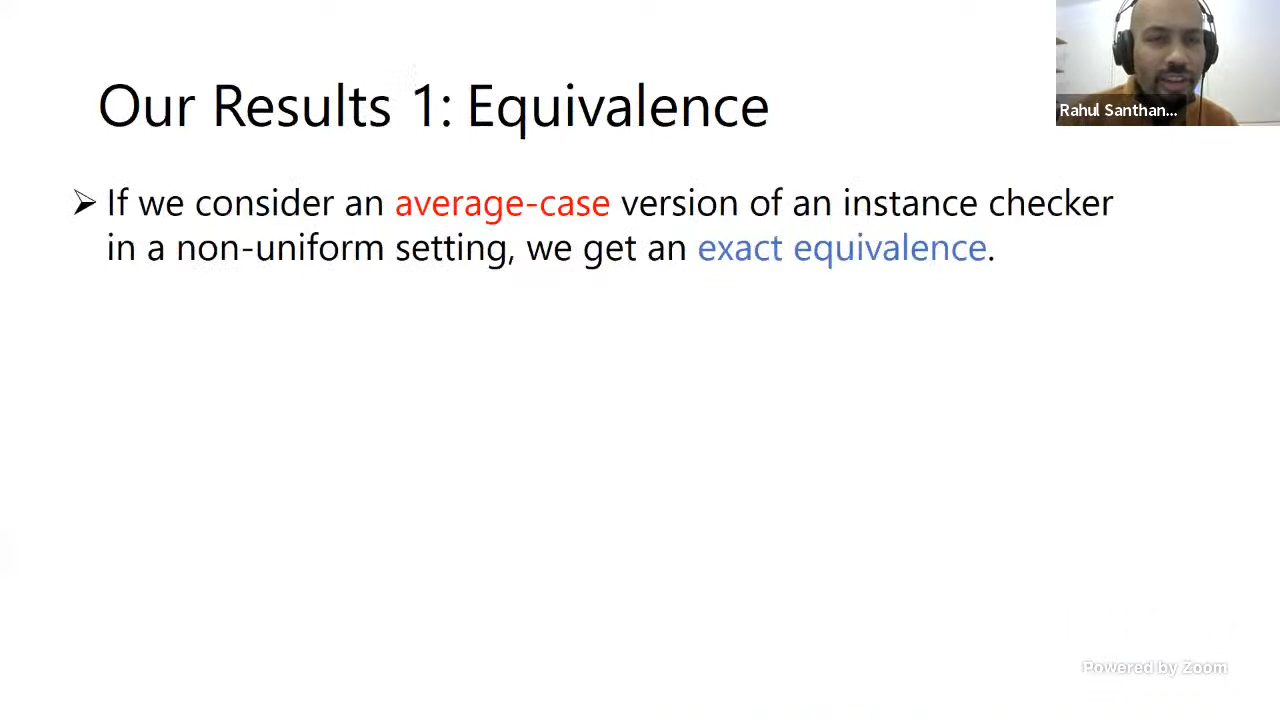 Our Results 1: Equivalence
Rahul Santhan...
➢ If we consider an average-case version of an instance checker
in a non-uniform setting, we get an exact equivalence.
Powered by Zoom